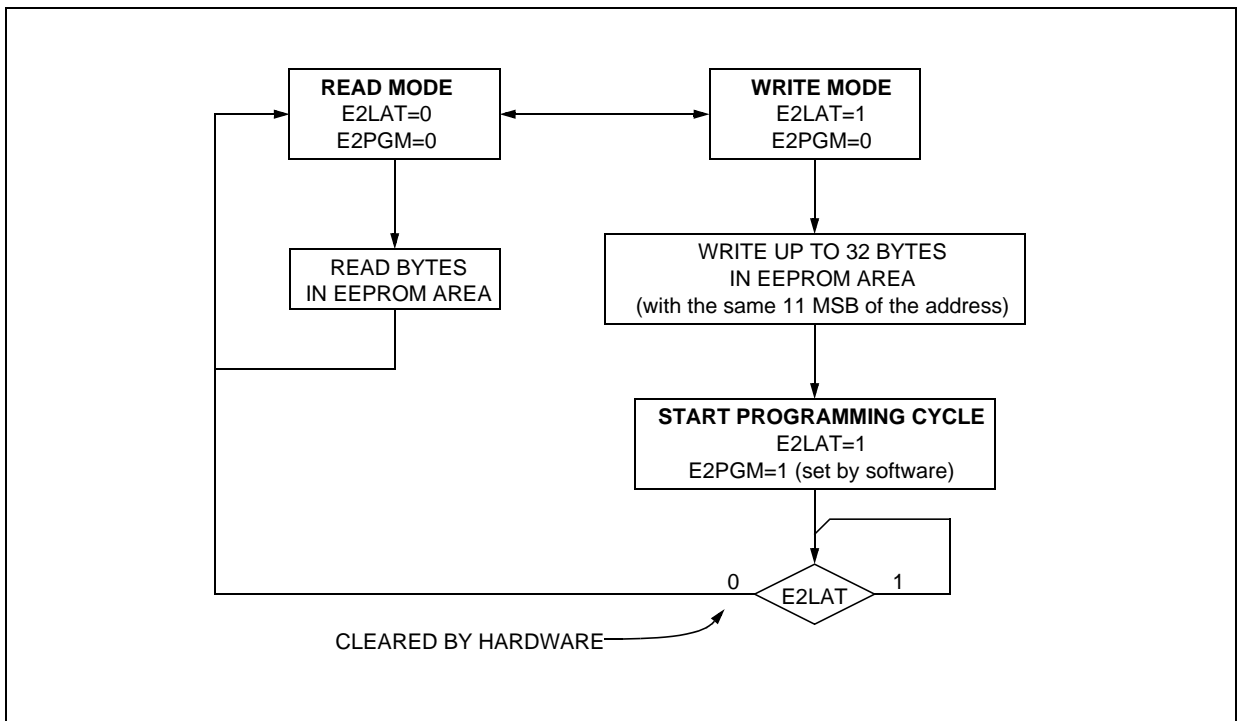 READ MODE
E2LAT=0
E2PGM=0
WRITE MODE
E2LAT=1
E2PGM=0
READ BYTES
IN EEPROM AREA
WRITE UP TO 32 BYTES
IN EEPROM AREA
(with the same 11 MSB of the address)
START PROGRAMMING CYCLE
E2LAT=1
E2PGM=1 (set by software)
0
E2LAT
1
CLEARED BY HARDWARE